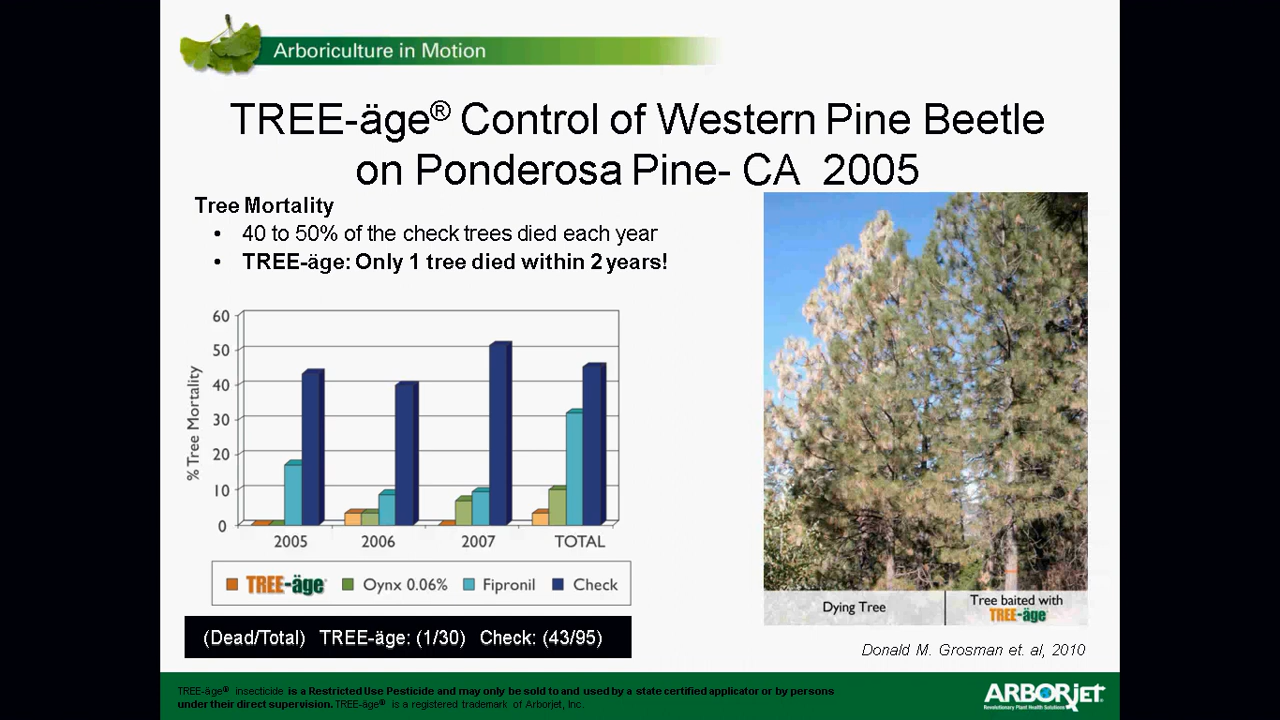 Arboriculture in Motion
TREE-äge® Control of Western Pine Beetle
on Ponderosa Pine- CA 2005
Tree Mortality
• 40 to 50% of the check trees died each year
• TREE-äge: Only 1 tree died within 2 years!
% Tree Mortality
60
50
40
30
20
10
0
2005 2006 2007 TOTAL
TREE-äge Oynx 0.06% Fipronil Check
(Dead/Total) TREE-äge: (1/30) Check: (43/95)
Dying Tree
Tree baited with
TREE-äge
Donald M. Grosman et. al, 2010
TREE-äge® insecticide is a Restricted Use Pesticide and may only be sold to and used by a state certified applicator or by persons
under their direct supervision. TREE-äge® is a registered trademark of Arborjet, Inc.
ARBORjet
Revolutionary Plant Health Solutions